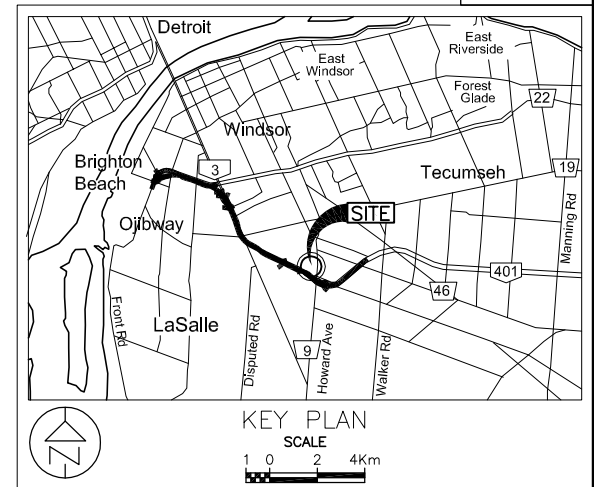 Detroit
East
Riverside
East
Windsor
Forest
Glade
22
Windsor
Brighton
Beach
3
Tecumseh
19
Manning Rd
Ojibway
SITE
401
46
Front Rd
LaSalle
Disputed Rd
9
Howard Ave
Walker Rd
N
KEY PLAN
SCALE
1 0 2 4Km